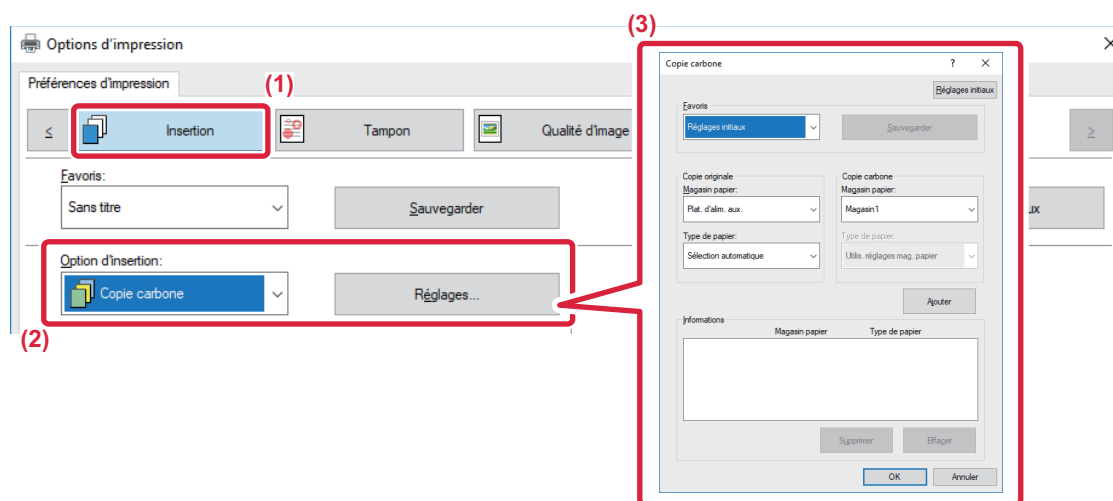 (3)
Options d'impression
Préférences d'impression
(1)
<
Insertion
Tampon
Qualité d'image
>
Favoris:
Sans titre
Sauvegarder
ux
Option d'insertion:
Copie carbone
Réglages...
(2)
Copie carbone
?
Réglages initiaux
Favoris
Réglages initiaux
Sauvegarder
Copie originale
Magasin papier:
Plat. d'alim. aux.
Type de papier:
Sélection automatique
Copie carbone
Magasin papier:
Magasin1
Type de papier:
Utilis. réglages mag. papier
Ajouter
Informations
Magasin papier Type de papier
Supprimer
Effacer
OK
Annuler